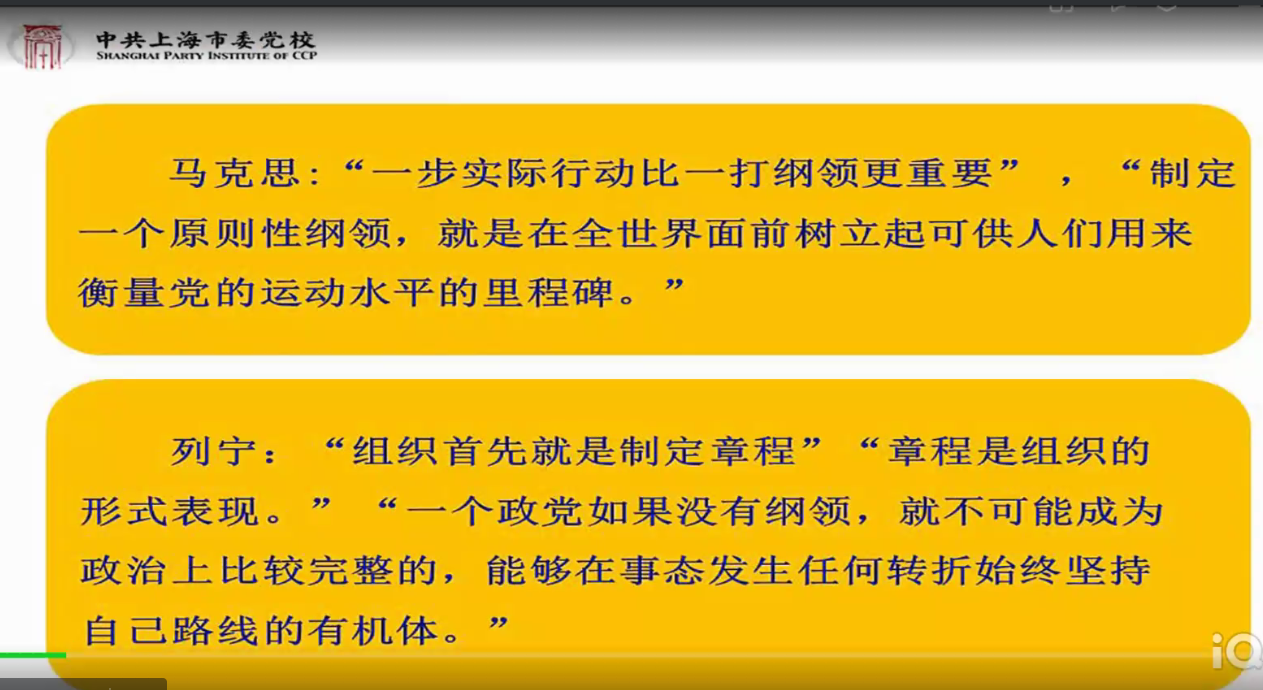 中共上海市委党校
SHANGHAI PARTY INSTITUTE OF CCP
马克思:“一步实际行动比一打纲领更重要” , “制定
一个原则性纲领，就是在全世界面前树立起可供人们用来
衡量党的运动水平的里程碑。”
列宁： “组织首先就是制定章程” “章程是组织的
形式表现。” “一个政党如果没有纲领，就不可能成为
政治上比较完整的，能够在事态发生任何转折始终坚持
自己路线的有机体。”
iQ